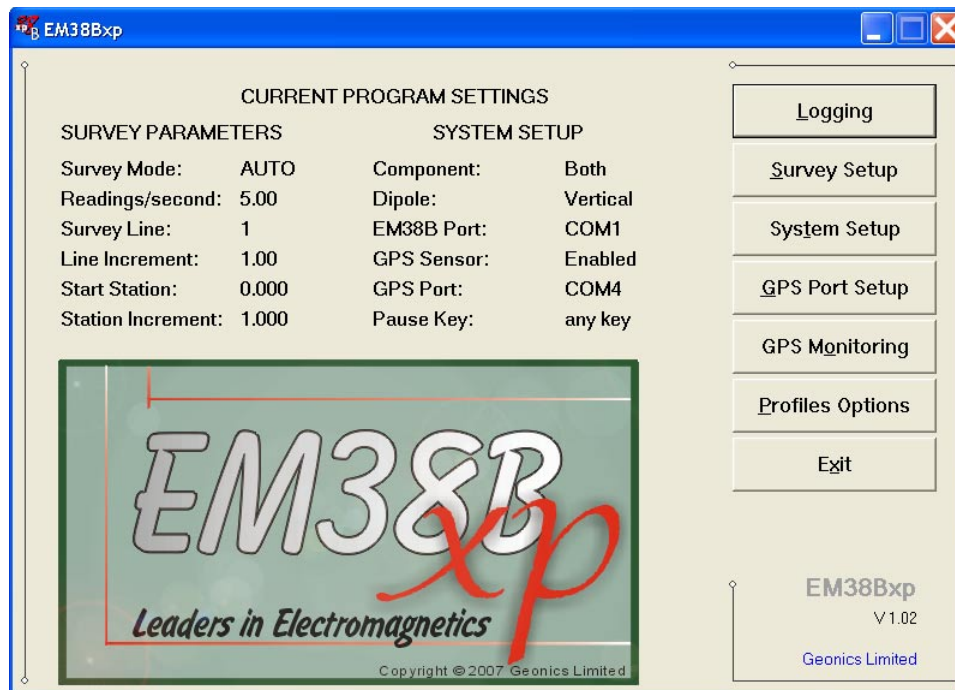 EM38Bxp
CURRENT PROGRAM SETTINGS
SURVEY PARAMETERS
Survey Mode: AUTO
Readings/second: 5.00
Survey Line: 1
Line Increment: 1.00
Start Station: 0.000
Station Increment: 1.000
SYSTEM SETUP
Component: Both
Dipole: Vertical
EM38B Port: COM1
GPS Sensor: Enabled
GPS Port: COM4
Pause Key: any key
EM38B
xp
Leaders in Electromagnetics
Copyright © 2007 Geonics Limited
Logging
Survey Setup
System Setup
GPS Port Setup
GPS Monitoring
Profiles Options
Exit
EM38Bxp
V 1.02
Geonics Limited